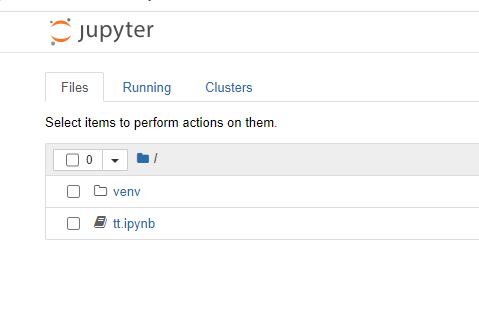 jupyter
Files Running Clusters
Select items to perform actions on them.
0 /
venv
tt.ipynb